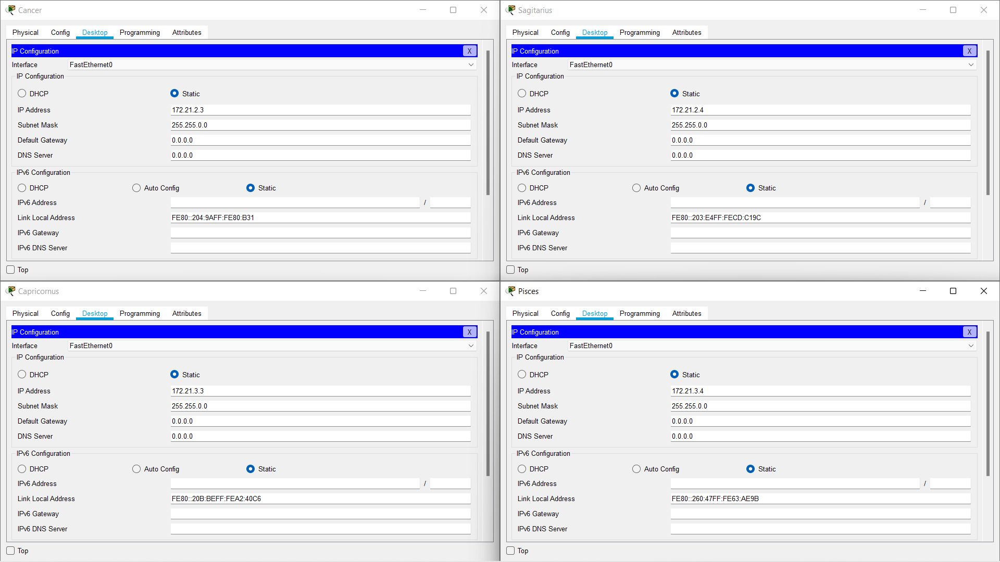 Cancer
Physical Config Desktop Programming Attributes
IP Configuration X
Interface FastEthernet0
IP Configuration
DHCP Static
IP Address 172.21.2.3
Subnet Mask 255.255.0.0
Default Gateway 0.0.0.0
DNS Server 0.0.0.0
IPv6 Configuration
DHCP Auto Config Static
IPv6 Address /
Link Local Address FE80::204:9AFF:FE80:B31
IPv6 Gateway
IPv6 DNS Server
Top
Sagitarius
Physical Config Desktop Programming Attributes
IP Configuration X
Interface FastEthernet0
IP Configuration
DHCP Static
IP Address 172.21.2.4
Subnet Mask 255.255.0.0
Default Gateway 0.0.0.0
DNS Server 0.0.0.0
IPv6 Configuration
DHCP Auto Config Static
IPv6 Address /
Link Local Address FE80::203:E4FF:FECD:C19C
IPv6 Gateway
IPv6 DNS Server
Top
Capricornus
Physical Config Desktop Programming Attributes
IP Configuration X
Interface FastEthernet0
IP Configuration
DHCP Static
IP Address 172.21.3.3
Subnet Mask 255.255.0.0
Default Gateway 0.0.0.0
DNS Server 0.0.0.0
IPv6 Configuration
DHCP Auto Config Static
IPv6 Address /
Link Local Address FE80::20B:BEFF:FEA2:40C6
IPv6 Gateway
IPv6 DNS Server
Top
Pisces
Physical Config Desktop Programming Attributes
IP Configuration X
Interface FastEthernet0
IP Configuration
DHCP Static
IP Address 172.21.3.4
Subnet Mask 255.255.0.0
Default Gateway 0.0.0.0
DNS Server 0.0.0.0
IPv6 Configuration
DHCP Auto Config Static
IPv6 Address /
Link Local Address FE80::260:47FF:FE63:AE9B
IPv6 Gateway
IPv6 DNS Server
Top